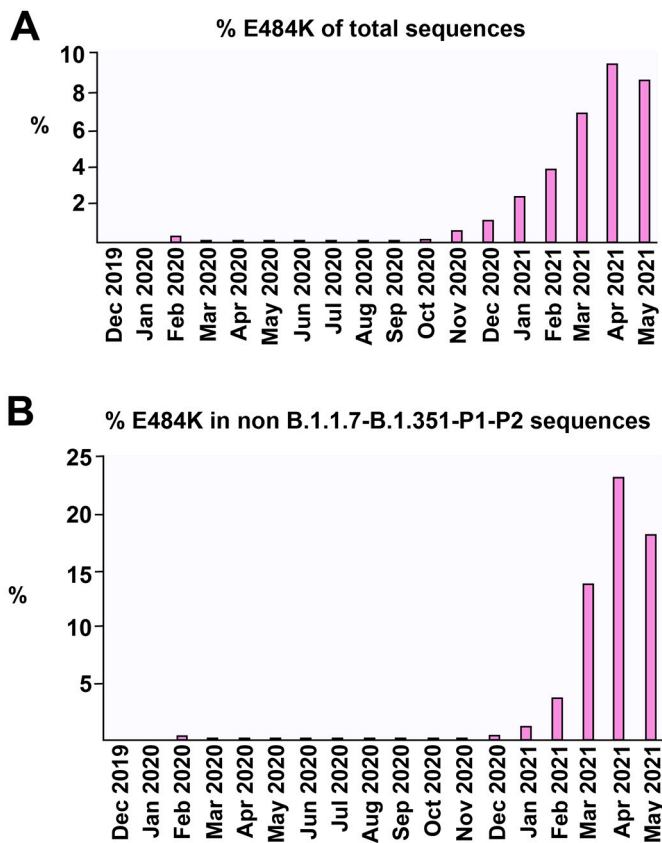 A
% E484K of total sequences
10
8
%
6
4
2
Dec 2019
Jan 2020
Feb 2020
Mar 2020
Apr 2020
May 2020
Jun 2020
Jul 2020
Aug 2020
Sep 2020
Oct 2020
Nov 2020
Dec 2020
Jan 2021
Feb 2021
Mar 2021
Apr 2021
May 2021
B
% E484K in non B.1.1.7-B.1.351-P1-P2 sequences
25
20
15
%
10
5
Dec 2019
Jan 2020
Feb 2020
Mar 2020
Apr 2020
May 2020
Jun 2020
Jul 2020
Aug 2020
Sep 2020
Oct 2020
Nov 2020
Dec 2020
Jan 2021
Feb 2021
Mar 2021
Apr 2021
May 2021